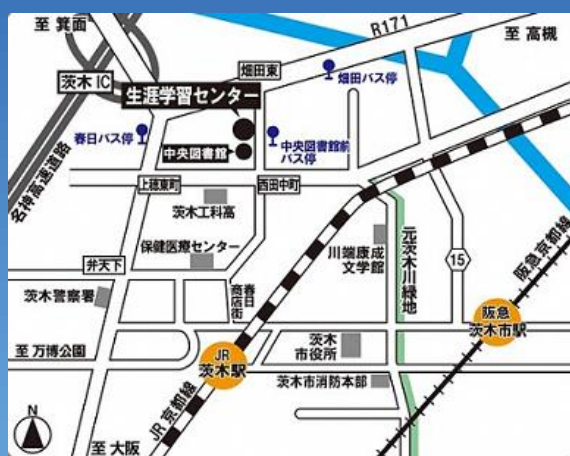 至 箕面
R171
至 高槻
茨木 IC
畑田東
畑田バス停
生涯学習センター
春日バス停
中央図書館
中央図書館前
バス停
名神高速道路
上穂東町
西田中町
茨木工科高
保健医療センター
川端康成
文学館
元茨木川緑地
15
阪急京都線
弁天下
茨木警察署
春日
商店街
阪急
茨木市駅
至 万博公園
JR
茨木駅
茨木
市役所
茨木市消防本部
JR 京都線
N
至 大阪